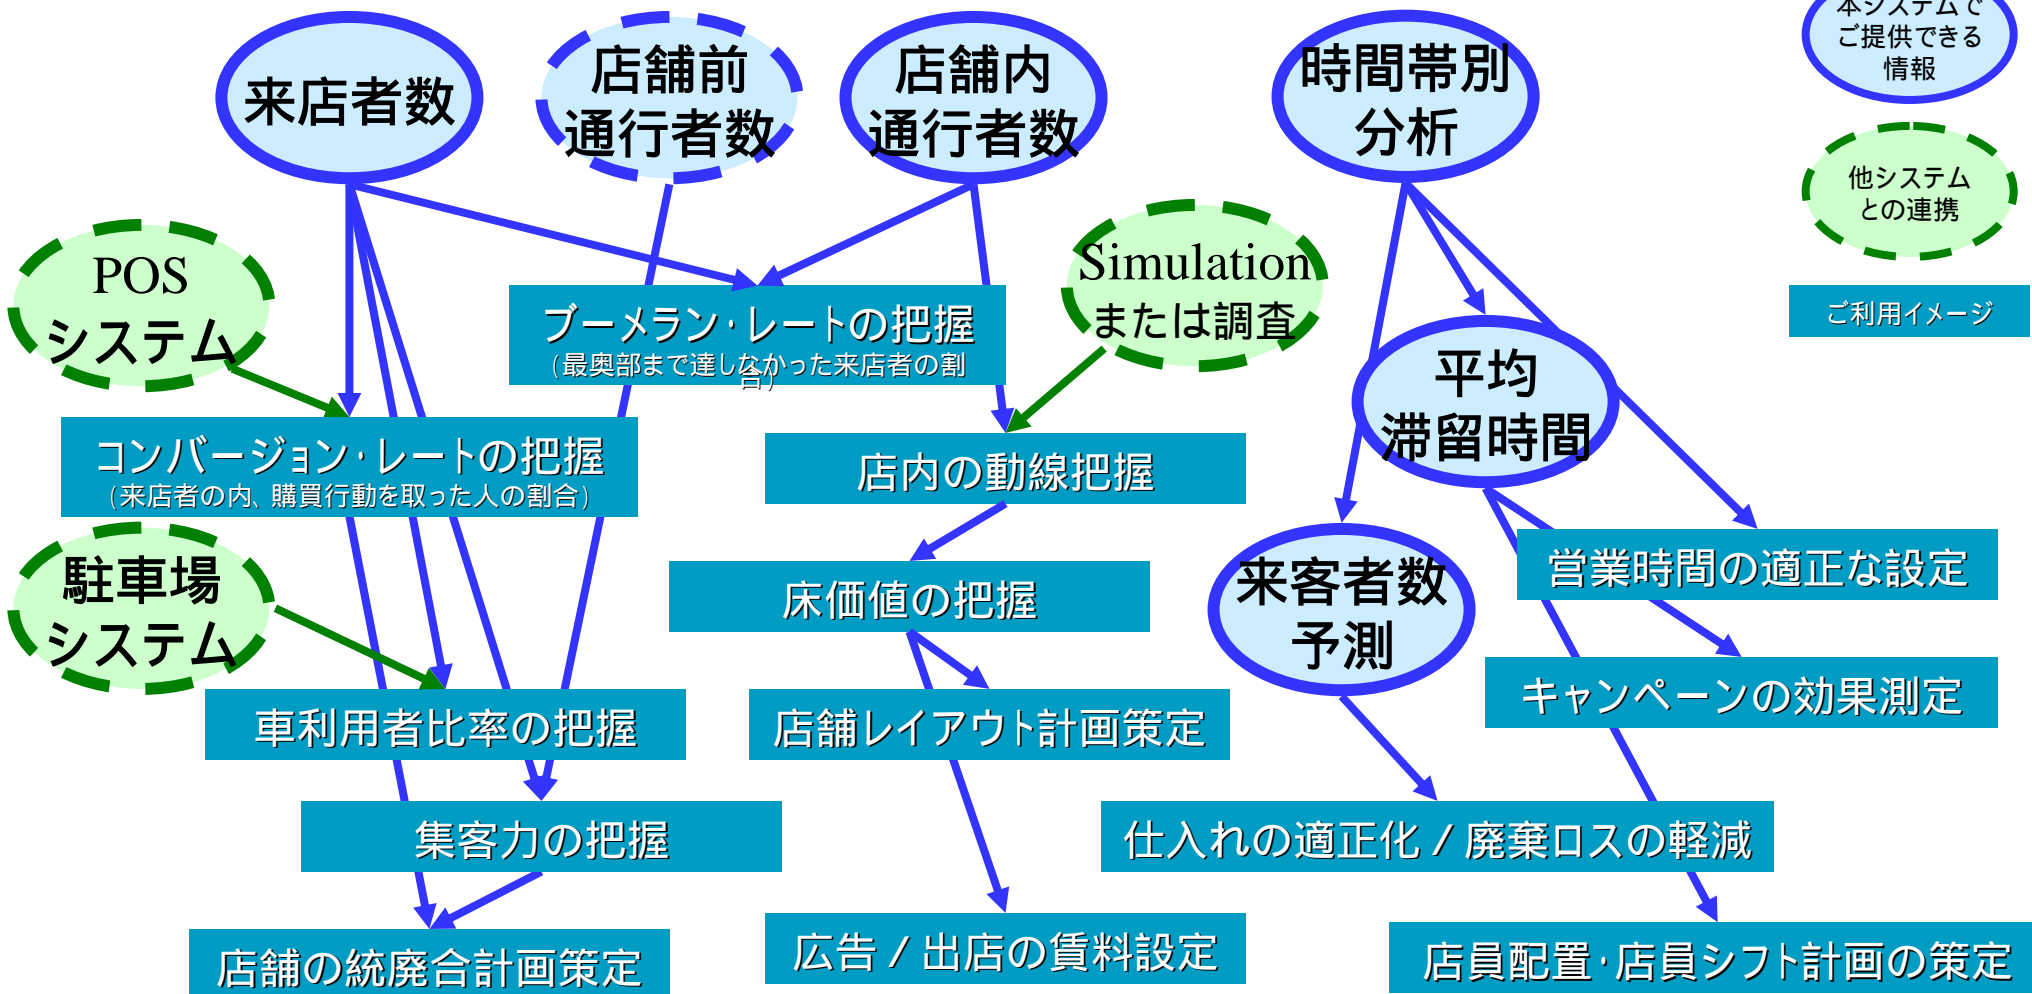 本システムで
ご提供できる
情報
来店者数
店舗前
通行者数
店舗内
通行者数
時間帯別
分析
他システム
との連携
POS
システム
Simulation
または調査
ご利用イメージ
ブーメラン・レートの把握
（最奥部まで達しなかった来店者の割
合）
平均
滞留時間
コンバージョン・レートの把握
（来店者の内、購買行動を取った人の割合）
店内の動線把握
駐車場
システム
来客者数
予測
営業時間の適正な設定
床価値の把握
キャンペーンの効果測定
車利用者比率の把握
店舗レイアウト計画策定
集客力の把握
仕入れの適正化 / 廃棄ロスの軽減
広告 / 出店の賃料設定
店舗の統廃合計画策定
店員配置・店員シフト計画の策定